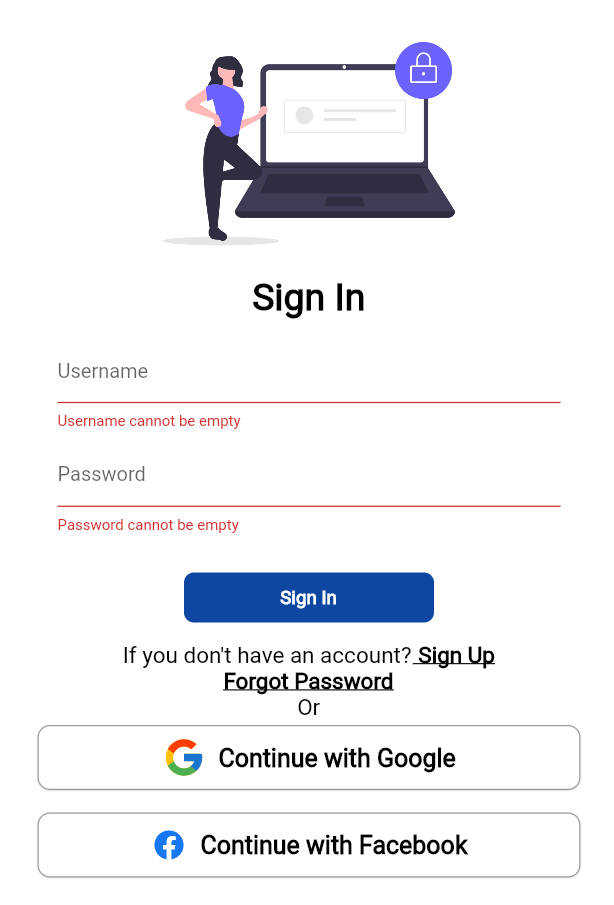 Sign In
Username
Username cannot be empty
Password
Password cannot be empty
Sign In
If you don't have an account? Sign Up
Forgot Password
Or
Continue with Google
Continue with Facebook